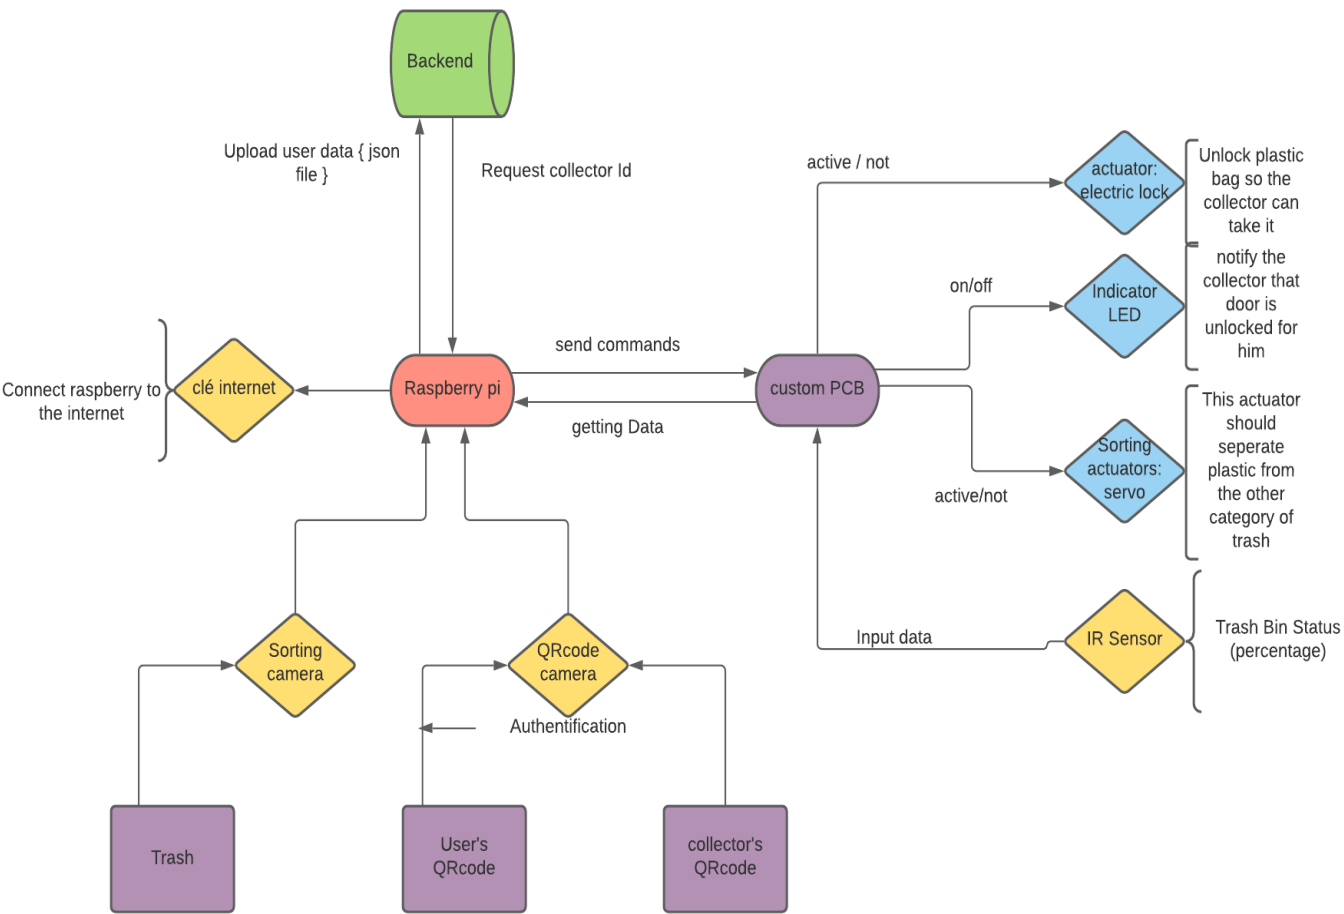 Backend
Upload user data { json
file }
Request collector Id
active / not
actuator:
electric lock
Unlock plastic
bag so the
collector can
take it
on/off
Indicator
LED
notify the
collector that
door is
unlocked for
him
send commands
Connect raspberry to
the internet
clé internet
Raspberry pi
custom PCB
getting Data
active/not
Sorting
actuators:
servo
This actuator
should
seperate
plastic from
the other
category of
trash
Input data
IR Sensor
Trash Bin Status
(percentage)
Sorting
camera
QRcode
camera
Authentification
Trash
User's
QRcode
collector's
QRcode